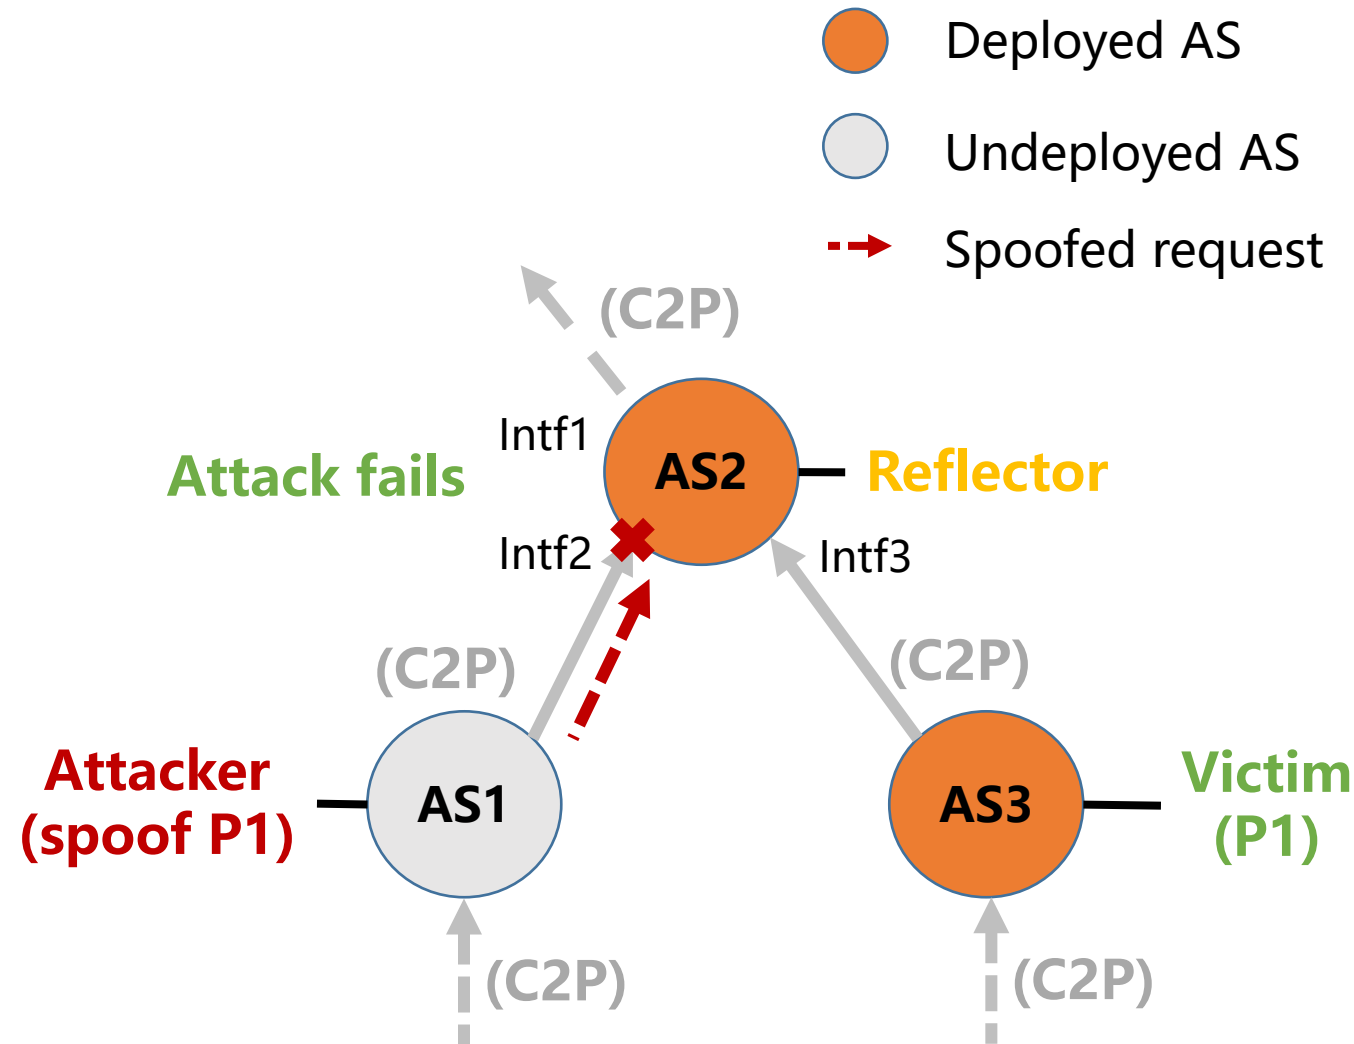 Deployed AS
Undeployed AS
Spoofed request
(C2P)
Intf1
AS2
Reflector
Attack fails
Intf2
Intf3
(C2P)
(C2P)
Attacker
(spoof P1)
AS1
AS3
Victim
(P1)
(C2P)
(C2P)